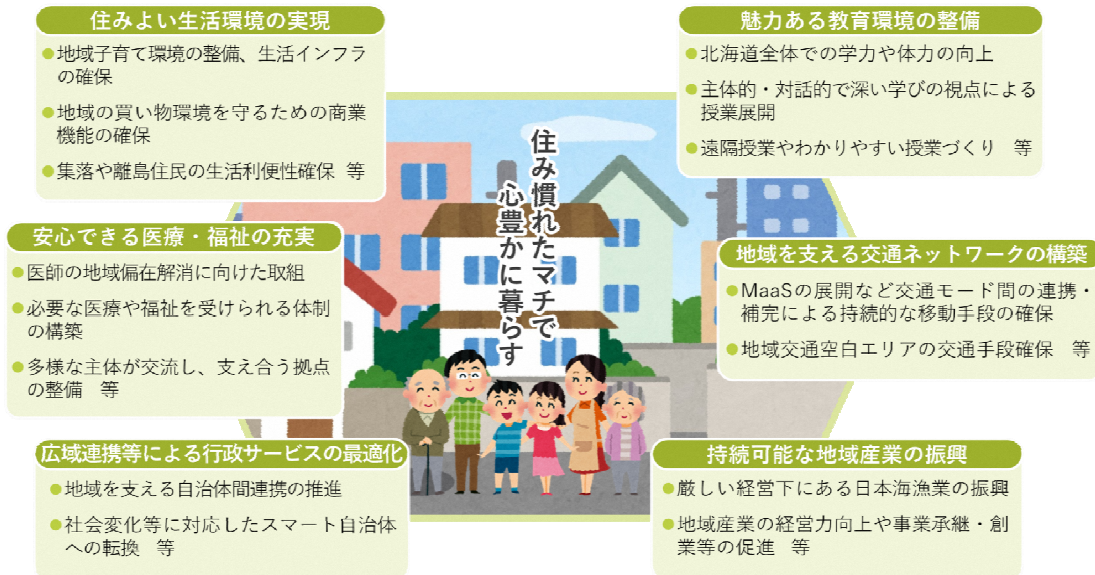 住みよい生活環境の実現
●地域子育て環境の整備、生活インフラ
の確保
●地域の買い物環境を守るための商業
機能の確保
●集落や離島住民の生活利便性確保　等
魅力ある教育環境の整備
●北海道全体での学力や体力の向上
●主体的・対話的で深い学びの視点による
授業展開
●遠隔授業やわかりやすい授業づくり　等
住み慣れたマチで
心豊かに暮らす
安心できる医療・福祉の充実
●医師の地域偏在解消に向けた取組
●必要な医療や福祉を受けられる体制
の構築
●多様な主体が交流し、支え合う拠点
の整備　等
地域を支える交通ネットワークの構築
●MaaSの展開など交通モード間の連携・
補完による持続的な移動手段の確保
●地域交通空白エリアの交通手段確保　等
広域連携等による行政サービスの最適化
●地域を支える自治体間連携の推進
●社会変化等に対応したスマート自治体
への転換　等
持続可能な地域産業の振興
●厳しい経営下にある日本海漁業の振興
●地域産業の経営力向上や事業承継・創
業等の促進　等